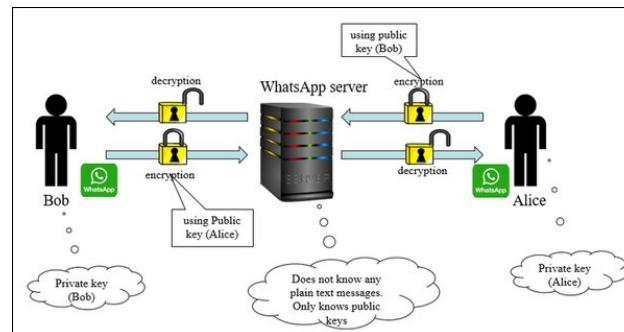 using public
key (Bob)
decryption
WhatsApp server
encryption
encryption
decryption
WhatsApp
WhatsApp
Bob
Alice
using Public
key (Alice)
Private key
(Bob)
Does not know any
plain text messages.
Only knows public
keys
Private key
(Alice)
SERVER